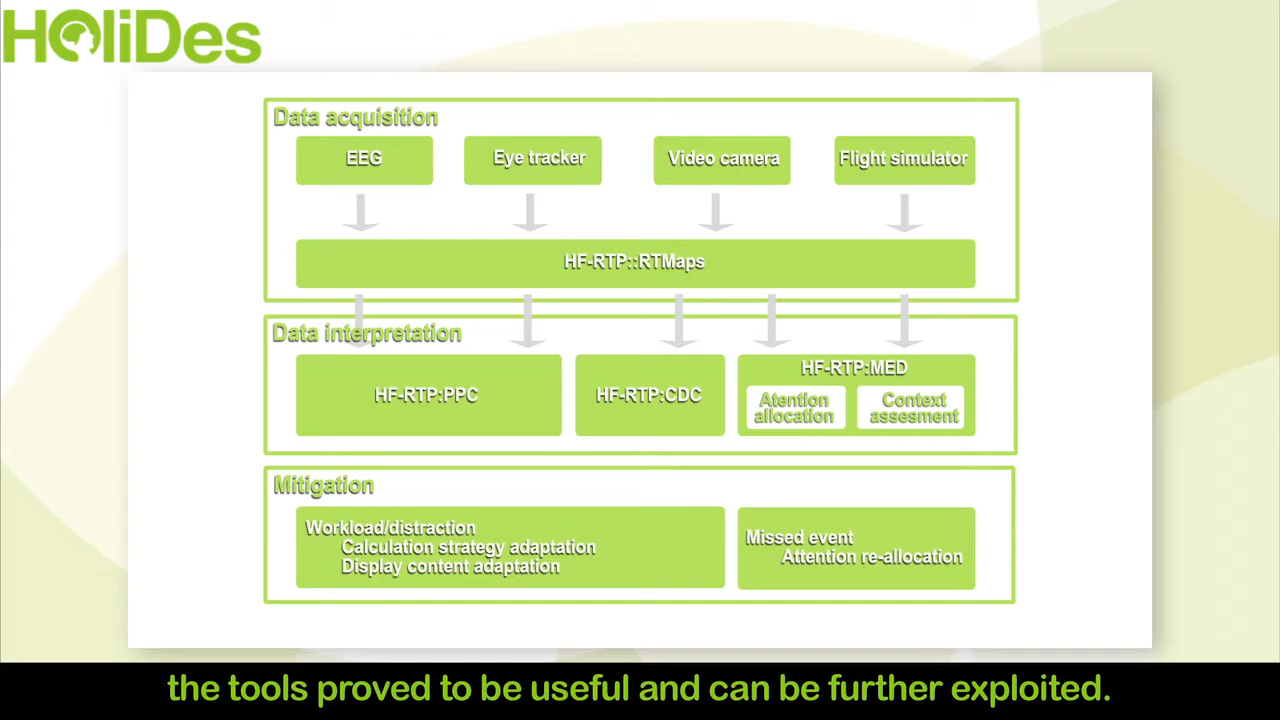 HoliDes
Data acquisition
EEG
Eye tracker
Video camera
Flight simulator
HF-RTP::RTMaps
Data interpretation
HF-RTP:PPC
HF-RTP:CDC
HF-RTP:MED
Atention
allocation
Context
assesment
Mitigation
Workload/distraction
Calculation strategy adaptation
Display content adaptation
Missed event
Attention re-allocation
the tools proved to be useful and can be further exploited.